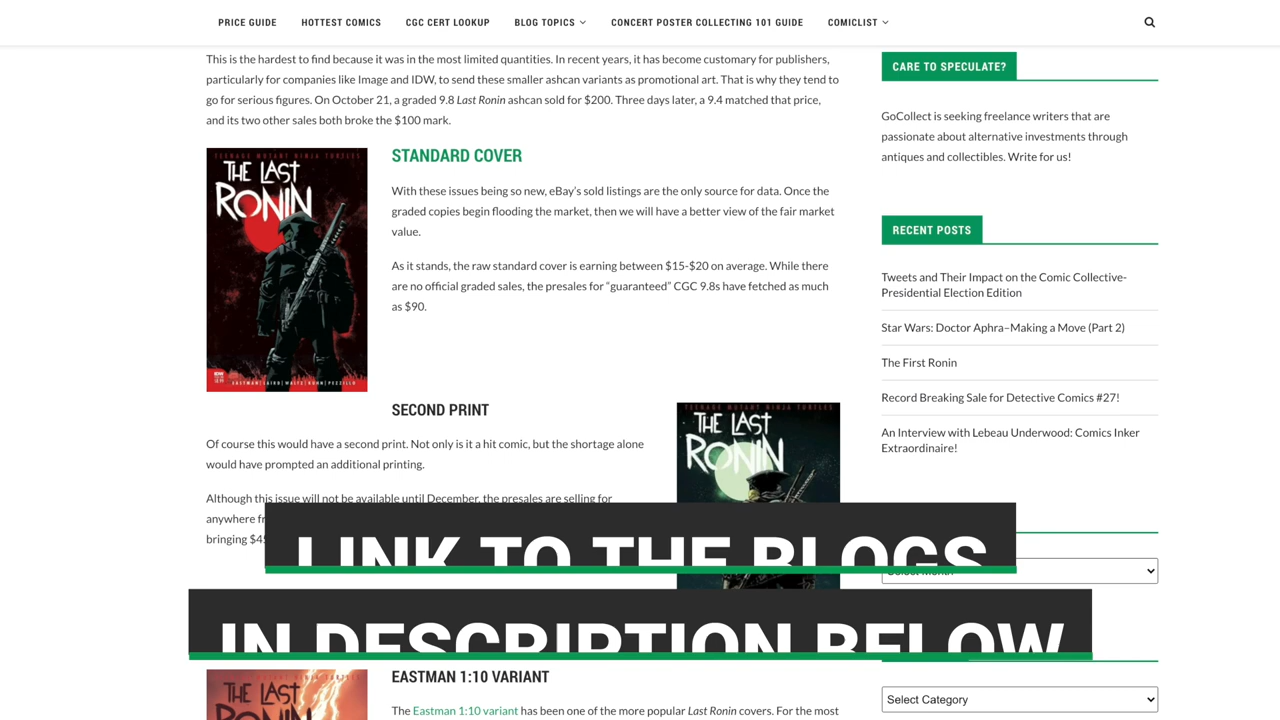 PRICE GUIDE HOTTEST COMICS CGC CERT LOOKUP BLOG TOPICS CONCERT POSTER COLLECTING 101 GUIDE COMICLIST
This is the hardest to find because it was in the most limited quantities. In recent years, it has become customary for publishers,
particularly for companies like Image and IDW, to send these smaller ashcan variants as promotional art. That is why they tend to
go for serious figures. On October 21, a graded 9.8 Last Ronin ashcan sold for $200. Three days later, a 9.4 matched that price,
and its two other sales both broke the $100 mark.
TEENAGE MUTANT NINJA TURTLES
THE LAST
RONIN
EASTMAN
STANDARD COVER
With these issues being so new, eBay's sold listings are the only source for data. Once the
graded copies begin flooding the market, then we will have a better view of the fair market
value.
As it stands, the raw standard cover is earning between $15-$20 on average. While there
are no official graded sales, the presales for "guaranteed" CGC 9.8s have fetched as much
as $90.
SECOND PRINT
Of course this would have a second print. Not only is it a hit comic, but the shortage alone
would have prompted an additional printing.
Although this issue will not be available until December, the presales are selling for
anywhere
bringing
TEENAGE MUTANT NINJA TURTLES
THE LAST
RONIN
LINK TO THE BLOGS
IN DESCRIPTION BELOW
THE LAST
RONIN
EASTMAN 1:10 VARIANT
The Eastman 1:10 variant has been one of the more popular Last Ronin covers. For the most
CARE TO SPECULATE?
GoCollect is seeking freelance writers that are
passionate about alternative investments through
antiques and collectibles. Write for us!
RECENT POSTS
Tweets and Their Impact on the Comic Collective-
Presidential Election Edition
Star Wars: Doctor Aphra–Making a Move (Part 2)
The First Ronin
Record Breaking Sale for Detective Comics #27!
An Interview with Lebeau Underwood: Comics Inker
Extraordinaire!
Select Month
Select Category